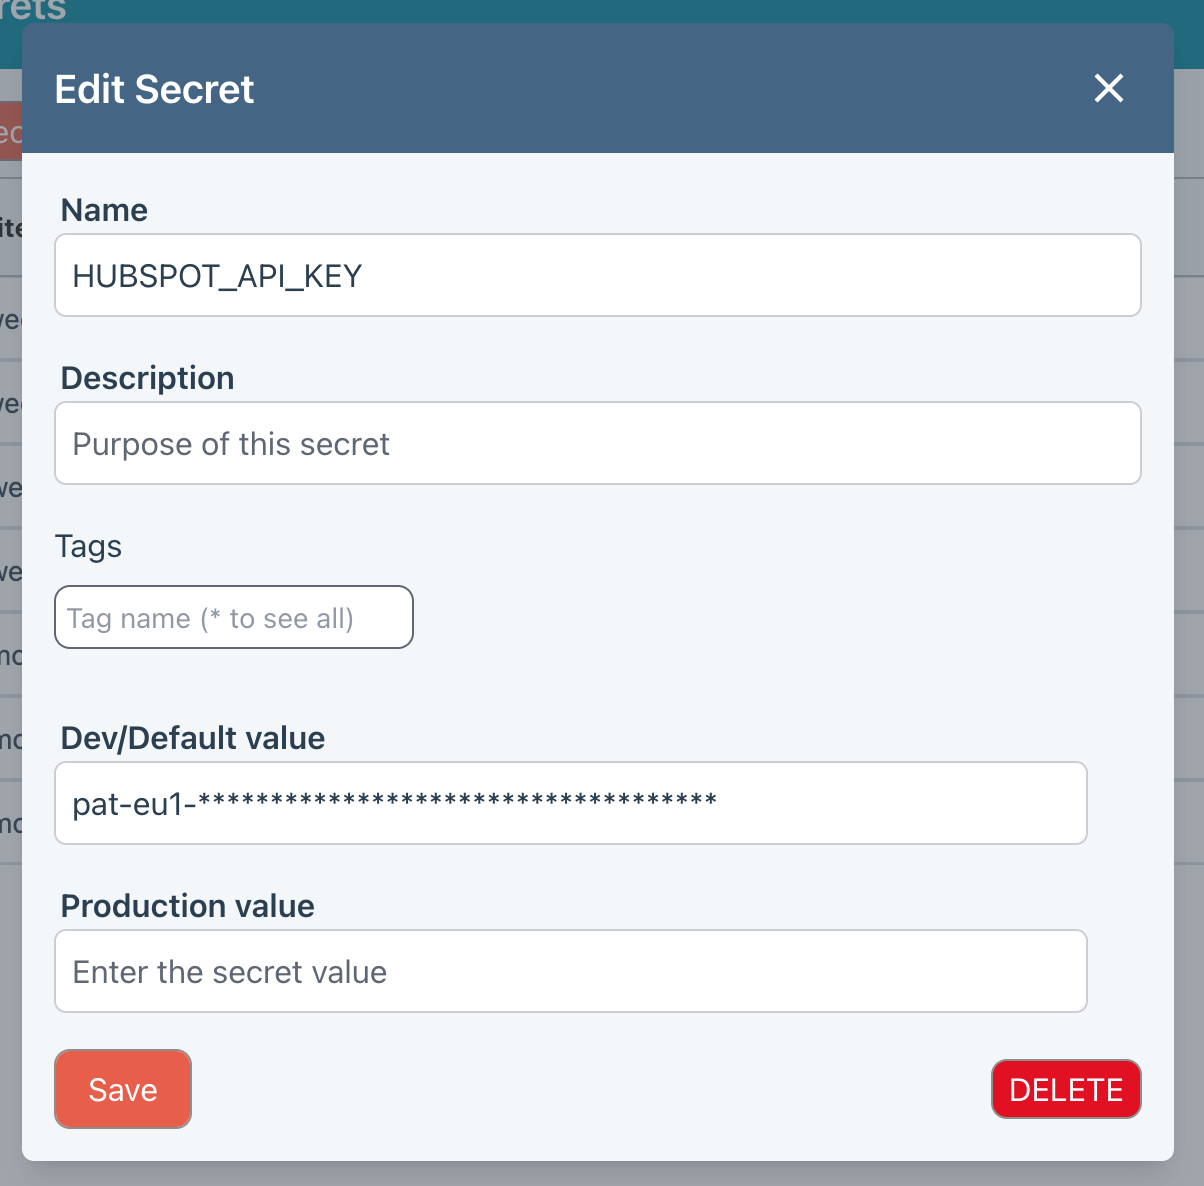 Edit Secret
Name
HUBSPOT_API_KEY
Description
Purpose of this secret
Tags
Tag name (* to see all)
Dev/Default value
pat-eu1-************************************
Production value
Enter the secret value
Save
DELETE